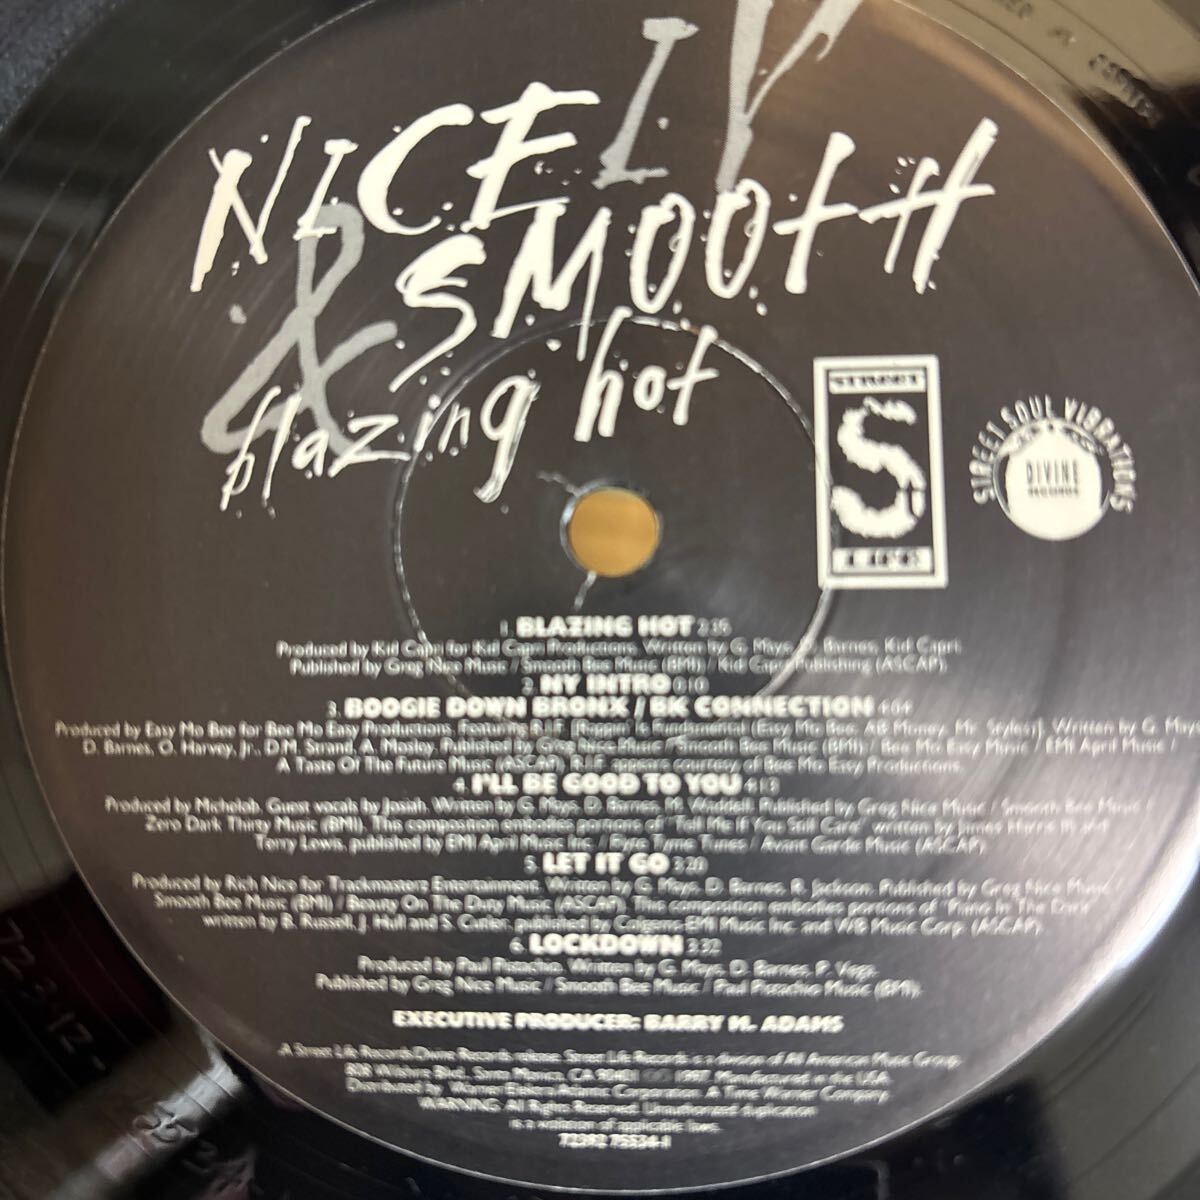 IV
NICE
& SMOOTH
blazing hot
STREET
S
LIFE
STREET SOUL VIBRATIONS
DIVINE
RECORDS
1. BLAZING HOT 2:35
Produced by Kid Capri for Kid Capri Productions. Written by G. Mays, D. Barnes, Kid Capri.
Published by Greg Nice Music / Smooth Bee Music (BMI) / Kid Capri Publishing (ASCAP).
2. NY INTRO 0:10
3. BOOGIE DOWN BRONX / BK CONNECTION 4:04
Produced by Easy Mo Bee for Bee Mo Easy Productions. Featuring R.I.F. [Rappin' Is Fundamental] (Easy Mo Bee, AB Money, Mr. Styless). Written by G. Mays,
D. Barnes, O. Harvey, Jr., D.M. A. Mosley. Published by Greg Nice Music / Smooth Bee Music (BMI) / Bee Mo Easy Music / EMI April Music /
A Taste Of The Future Music (ASCAP). R.I.F. appears courtesy of Bee Mo Easy Productions.
4. I'LL BE GOOD TO YOU 4:13
Produced by Michelob. Guest vocals by Josiah. Written by G. Mays, D. Barnes, M. Waddell. Published by Greg Nice Music / Smooth Bee Music /
Zero Dark Thirty Music (BMI). The composition embodies portions of "Tell Me If You Still Care" written by James Harris III and
Terry Lewis, published by EMI April Music Inc. / Flyte Tyme Tunes / Avant Garde Music (ASCAP).
5. LET IT GO 3:20
Produced by Rich Nice for Trackmasters Entertainment. Written by G. Mays, D. Barnes, R. Jackson. Published by Greg Nice Music /
Smooth Bee Music (BMI) / Beauty On The Duty Music (ASCAP). The composition embodies portions of "Piano In The Dark"
written by B. Russell, J. Hull and S. Cutler, published by Colgems-EMI Music Inc. and WB Music Corp. (ASCAP).
6. LOCKDOWN 3:32
Produced by Paul Pistachio. Written by G. Mays, D. Barnes, P. Vega.
Published by Greg Nice Music / Smooth Bee Music / Paul Pistachio Music (BMI).
EXECUTIVE PRODUCER: BARRY M. ADAMS
A Street Life Records/Divine Records release. Street Life Records is a division of All American Music Group.
808 Wilshire Blvd., Santa Monica, CA 90401 1997 Manufactured in the USA.
Distributed by Warner/Elektra/Atlantic Corporation. A Time Warner Company.
WARNING: All Rights Reserved. Unauthorized duplication
is a violation of applicable laws.
72392 75534-1